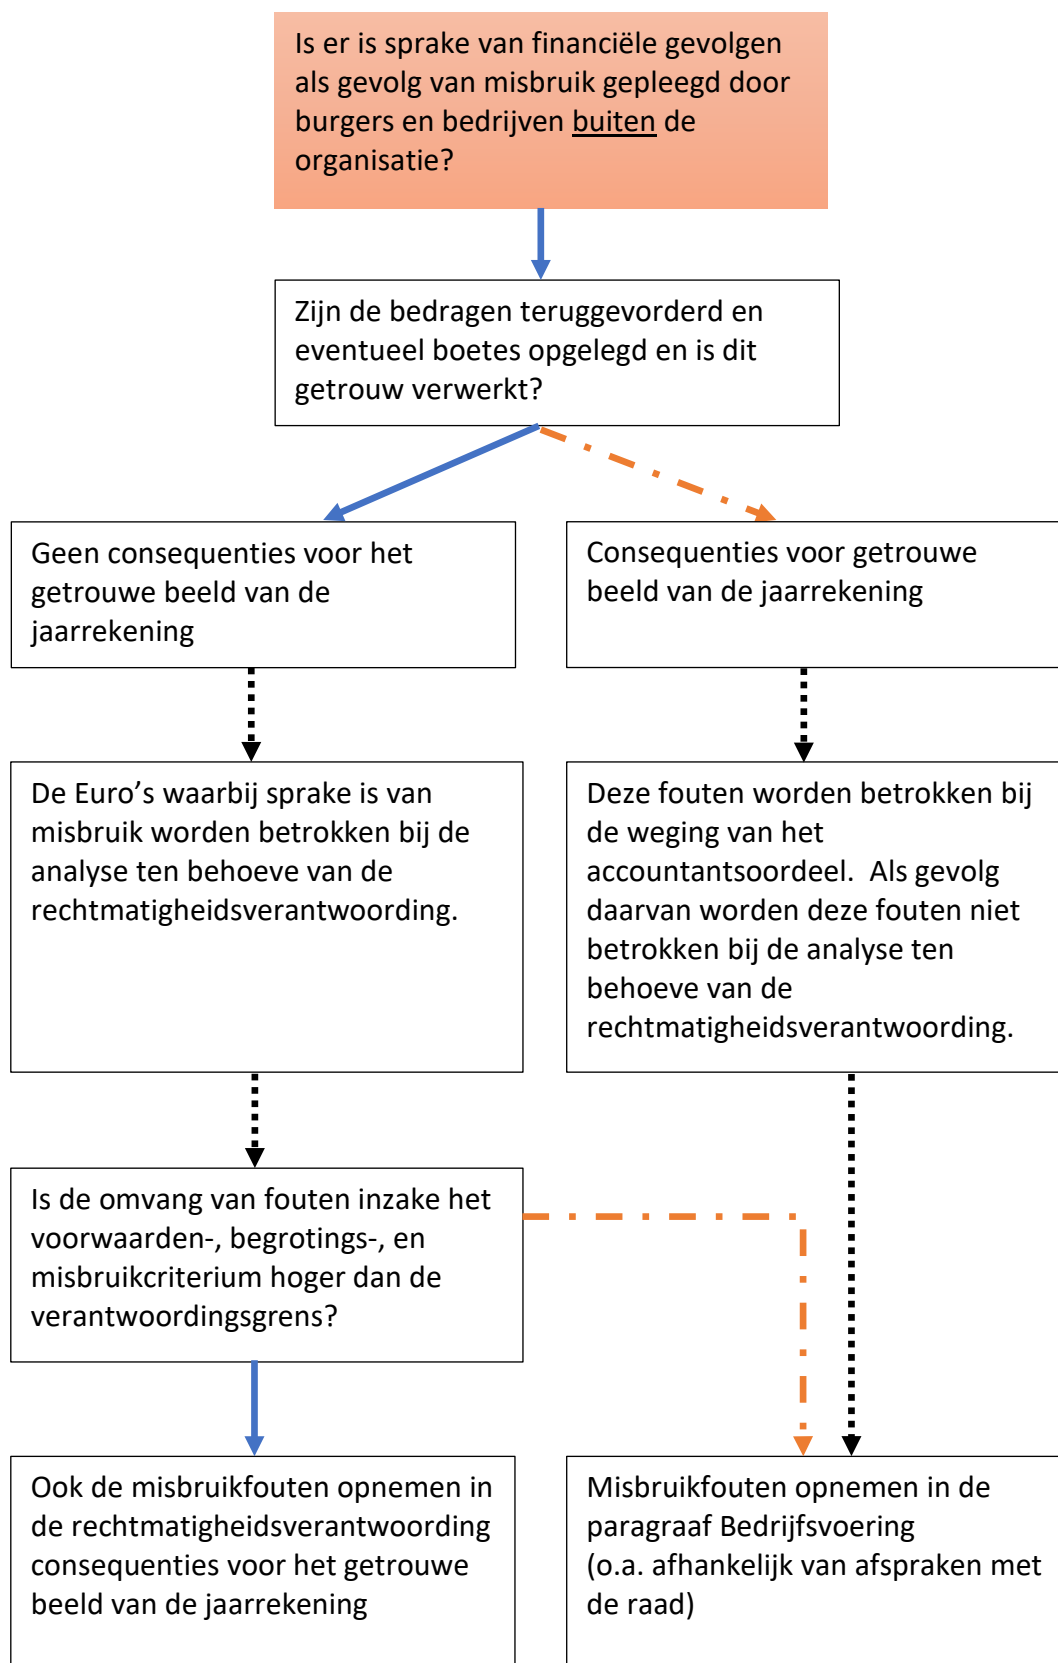 Is er is sprake van financiële gevolgen
als gevolg van misbruik gepleegd door
burgers en bedrijven buiten de
organisatie?
Zijn de bedragen teruggevorderd en
eventueel boetes opgelegd en is dit
getrouw verwerkt?
Geen consequenties voor het
getrouwe beeld van de
jaarrekening
Consequenties voor getrouwe
beeld van de jaarrekening
De Euro’s waarbij sprake is van
misbruik worden betrokken bij de
analyse ten behoeve van de
rechtmatigheidsverantwoording.
Deze fouten worden betrokken bij
de weging van het
accountantsoordeel.  Als gevolg
daarvan worden deze fouten niet
betrokken bij de analyse ten
behoeve van de
rechtmatigheidsverantwoording.
Is de omvang van fouten inzake het
voorwaarden-, begrotings-, en
misbruikcriterium hoger dan de
verantwoordingsgrens?
Ook de misbruikfouten opnemen in
de rechtmatigheidsverantwoording
consequenties voor het getrouwe
beeld van de jaarrekening
Misbruikfouten opnemen in de
paragraaf Bedrijfsvoering
(o.a. afhankelijk van afspraken met
de raad)